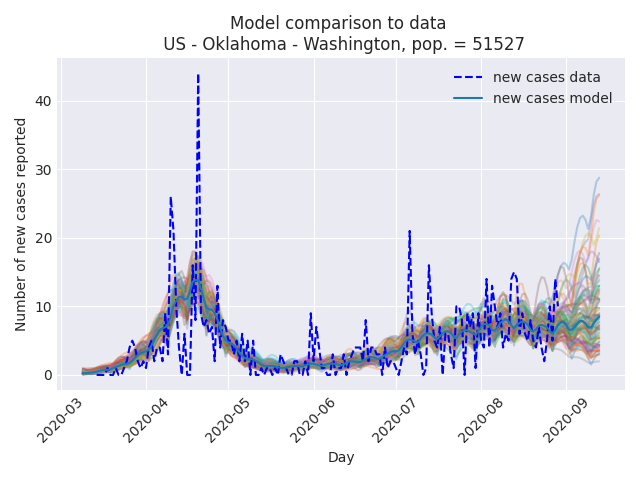 Model comparison to data
US - Oklahoma - Washington, pop. = 51527
new cases data
new cases model
Number of new cases reported
40
30
20
10
0
2020-03
2020-04
2020-05
2020-06
2020-07
2020-08
2020-09
Day